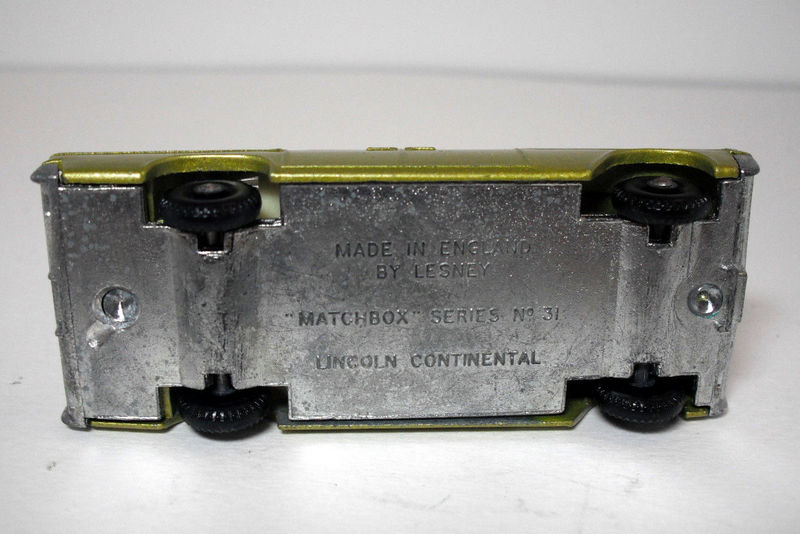 MADE IN ENGLAND
BY LESNEY
"MATCHBOX" SERIES Nº 31
LINCOLN CONTINENTAL